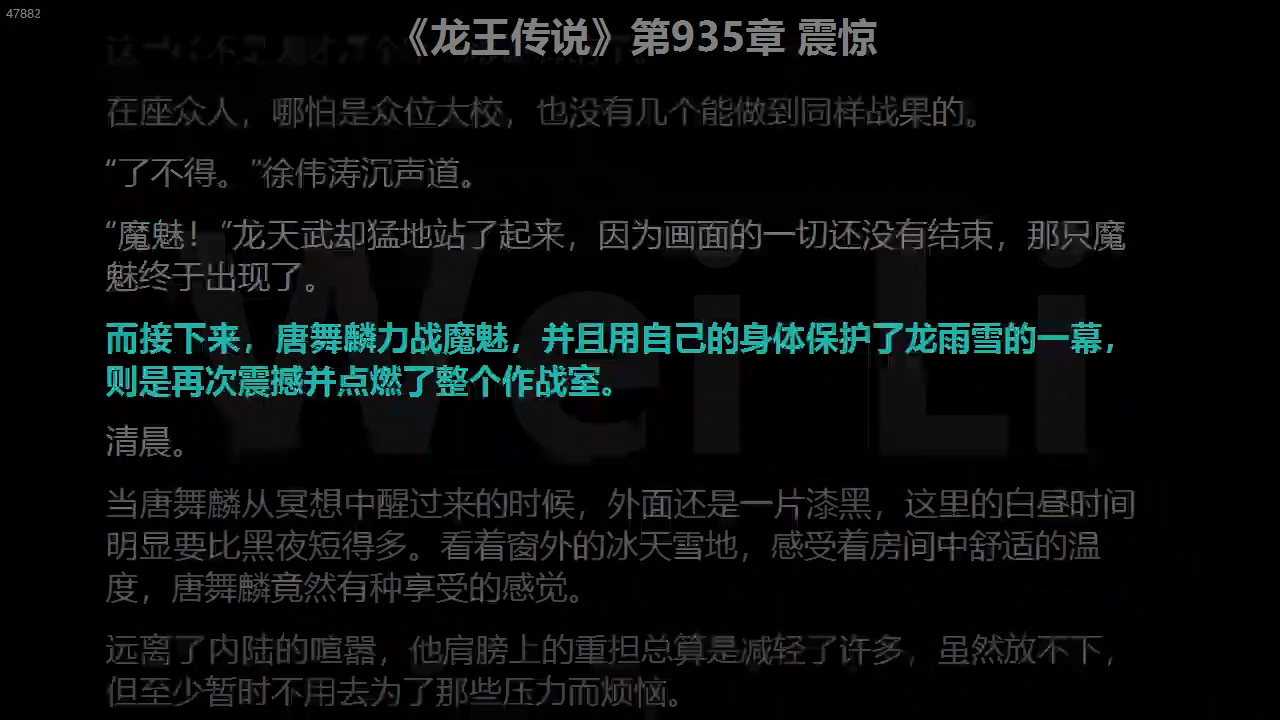 47882
《龙王传说》第935章 震惊
在座众人，哪怕是众位大校，也没有几个能做到同样战果的。
“了不得。”徐伟涛沉声道。
“魔魅！”龙天武却猛地站了起来，因为画面的一切还没有结束，那只魔
魅终于出现了。
而接下来，唐舞麟力战魔魅，并且用自己的身体保护了龙雨雪的一幕，
则是再次震撼并点燃了整个作战室。
清晨。
当唐舞麟从冥想中醒过来的时候，外面还是一片漆黑，这里的白昼时间
明显要比黑夜短得多。看着窗外的冰天雪地，感受着房间中舒适的温
度，唐舞麟竟然有种享受的感觉。
远离了内陆的喧嚣，他肩膀上的重担总算是减轻了许多，虽然放不下，
但至少暂时不用去为了那些压力而烦恼。
Wei Li